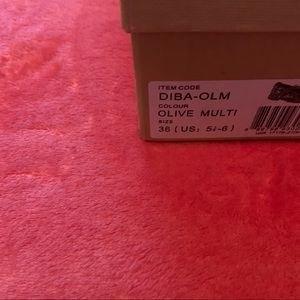 ITEM CODE
DIBA-OLM
COLOUR
OLIVE MULTI
SIZE
36 (US: 5½-6)